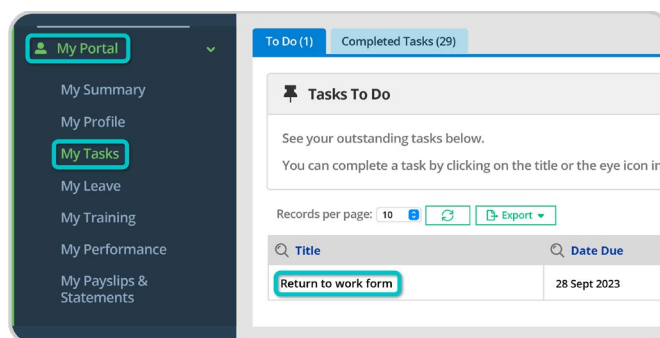 My Portal
My Summary
My Profile
My Tasks
My Leave
My Training
My Performance
My Payslips &
Statements
To Do (1)
Completed Tasks (29)
Tasks To Do
See your outstanding tasks below.
You can complete a task by clicking on the title or the eye icon in
Records per page: 10 Export
Title Date Due
Return to work form 28 Sept 2023